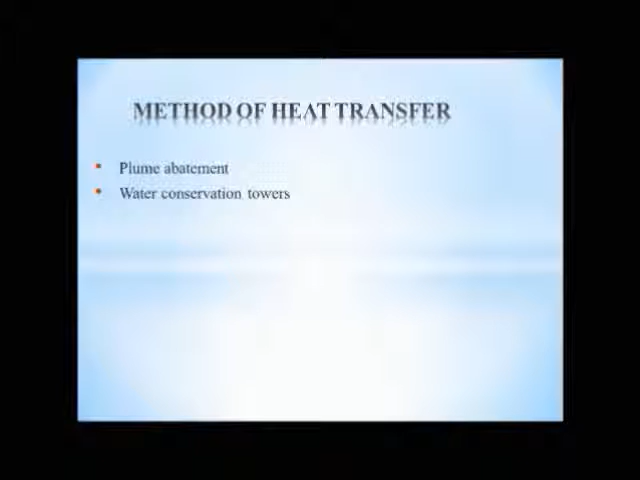 METHOD OF HEAT TRANSFER
Plume abatement
Water conservation towers